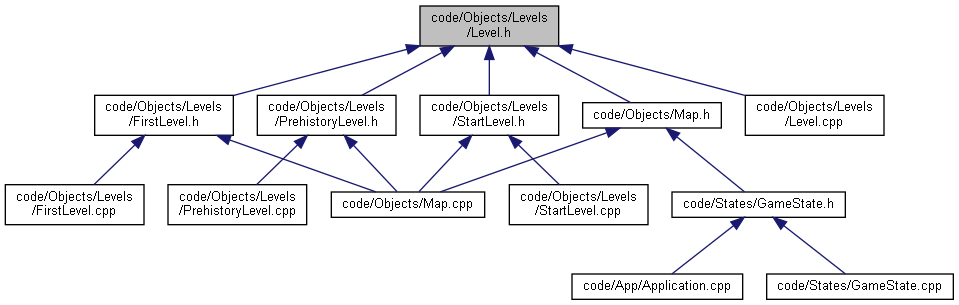 code/Objects/Levels
/Level.h
code/Objects/Levels
/FirstLevel.h
code/Objects/Levels
/PrehistoryLevel.h
code/Objects/Levels
/StartLevel.h
code/Objects/Map.h
code/Objects/Levels
/Level.cpp
code/Objects/Levels
/FirstLevel.cpp
code/Objects/Levels
/PrehistoryLevel.cpp
code/Objects/Map.cpp
code/Objects/Levels
/StartLevel.cpp
code/States/GameState.h
code/App/Application.cpp
code/States/GameState.cpp